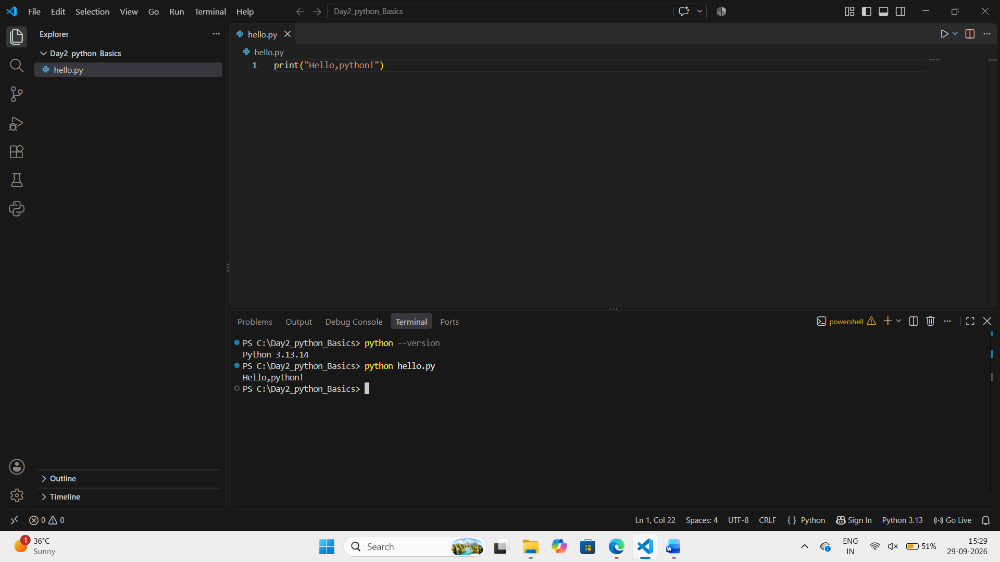 File Edit Selection View Go Run Terminal Help
Day2_python_Basics
Explorer
Day2_python_Basics
hello.py
Outline
Timeline
hello.py
hello.py
1 print("Hello,python!")
Problems Output Debug Console Terminal Ports
powershell
PS C:\Day2_python_Basics> python --version
Python 3.13.14
PS C:\Day2_python_Basics> python hello.py
Hello,python!
PS C:\Day2_python_Basics>
0 0
Ln 1, Col 22 Spaces: 4 UTF-8 CRLF { } Python Sign In Python 3.13 Go Live
1
36°C
Sunny
Search
W
ENG
IN
51%
15:29
29-09-2026